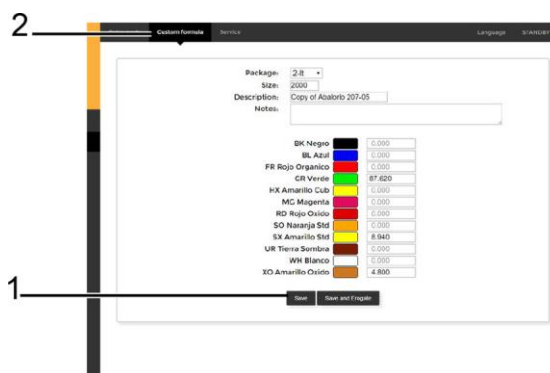 2
Custom formula Service Language STANDBY
Package: 2-lt
Size: 2000
Description: Copy of Abalorio 207-05
Notes:
BK Negro 0.000
BL Azul 0.000
FR Rojo Organico 0.000
GR Verde 87.620
HX Amarillo Cub 0.000
MG Magenta 0.000
RD Rojo Oxido 0.000
SO Naranja Std 0.000
SX Amarillo Std 8.940
UR Tierra Sombra 0.000
WH Blanco 0.000
XO Amarillo Oxido 4.800
1
Save Save and Erogate